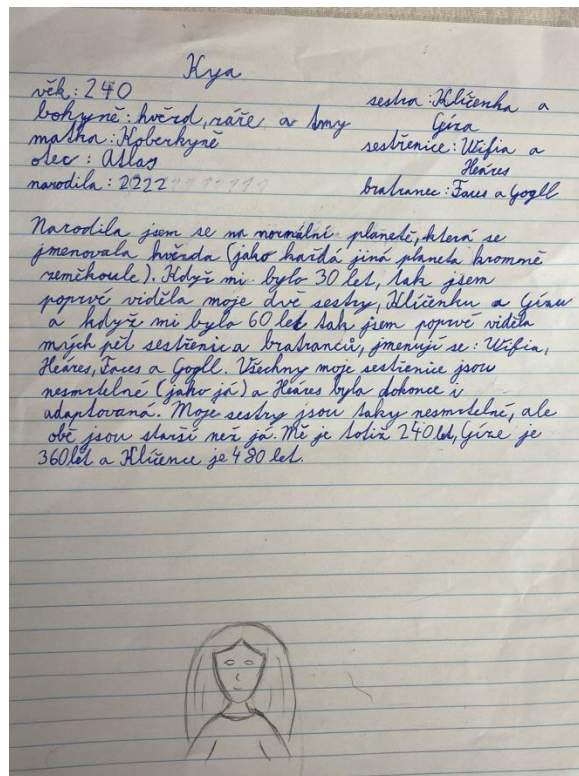 Kya
věk: 240
bohyně: hvězd, záře a tmy
matka: Koberkyně
otec: Atlas
narodila: 2222
sestra: Klíčenka a
Gíza
sestřenice: Wifia a
Heáres
bratranec: Faces a Gogll
Narodila jsem se na normální planetě, která se
jmenovala hvězda (jako každá jiná planeta kromně
zeměkoule). Když mi bylo 30 let, tak jsem
poprvé viděla moje dvě sestry, Klíčenku a Gízu
a když mi bylo 60 let tak jsem poprvé viděla
mých pět sestřenic a bratranců, jmenují se: Wifia,
Heáres, Faces a Gogll. Všechny moje sestřenice jsou
nesmrtelné (jako já) a Heáres byla dokonce i
adaptovaná. Moje sestry jsou taky nesmrtelné, ale
obě jsou starší než já. Mě je totiž 240 let, Gíze je
360 let a Klíčence je 480 let.